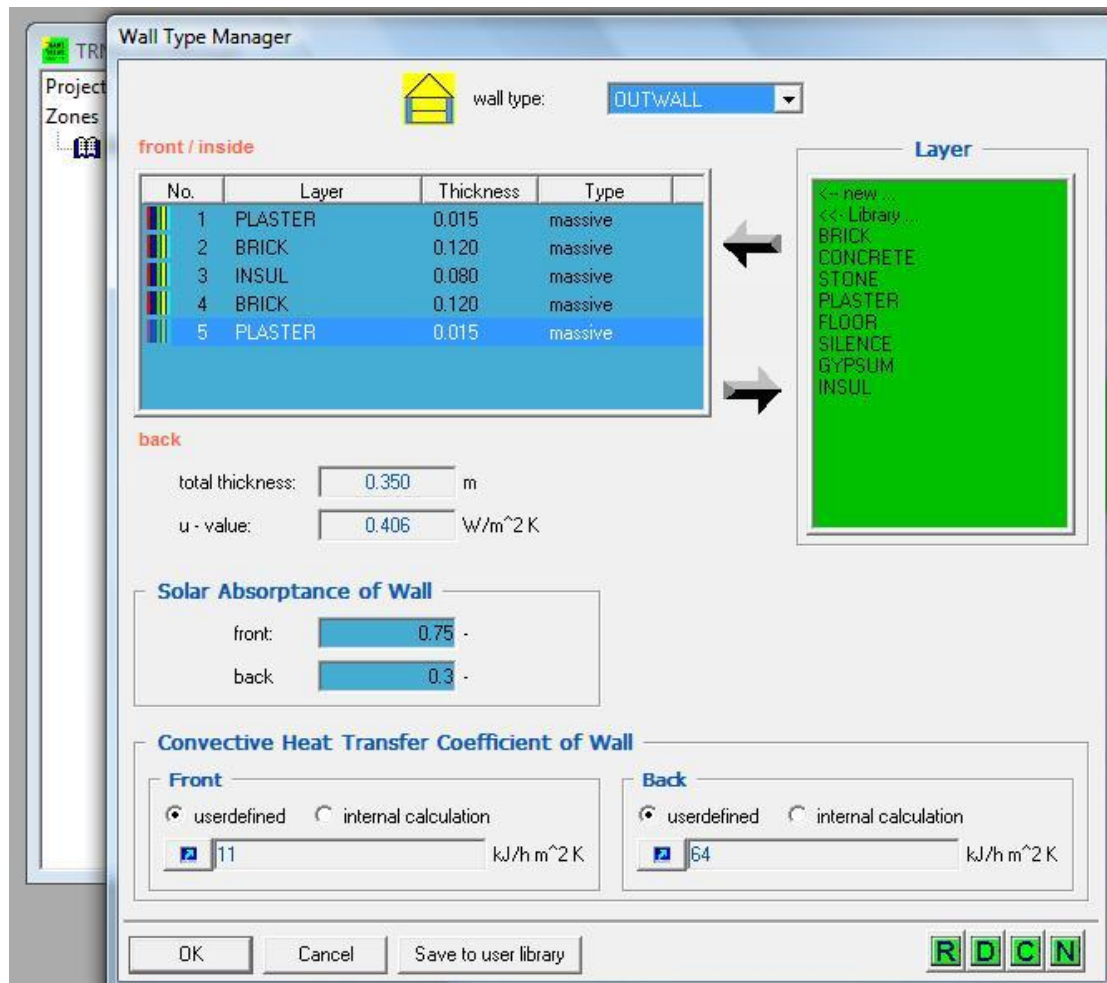 Wall Type Manager
TRN
Project
Zones
wall type: OUTWALL
front / inside
No. Layer Thickness Type
1 PLASTER 0.015 massive
2 BRICK 0.120 massive
3 INSUL 0.080 massive
4 BRICK 0.120 massive
5 PLASTER 0.015 massive
Layer
<-- new ...
<<- Library ...
BRICK
CONCRETE
STONE
PLASTER
FLOOR
SILENCE
GYPSUM
INSUL
back
total thickness: 0.350 m
u - value: 0.406 W/m^2 K
Solar Absorptance of Wall
front: 0.75 -
back 0.3 -
Convective Heat Transfer Coefficient of Wall
Front
userdefined internal calculation
11 kJ/h m^2 K
Back
userdefined internal calculation
64 kJ/h m^2 K
OK Cancel Save to user library R D C N